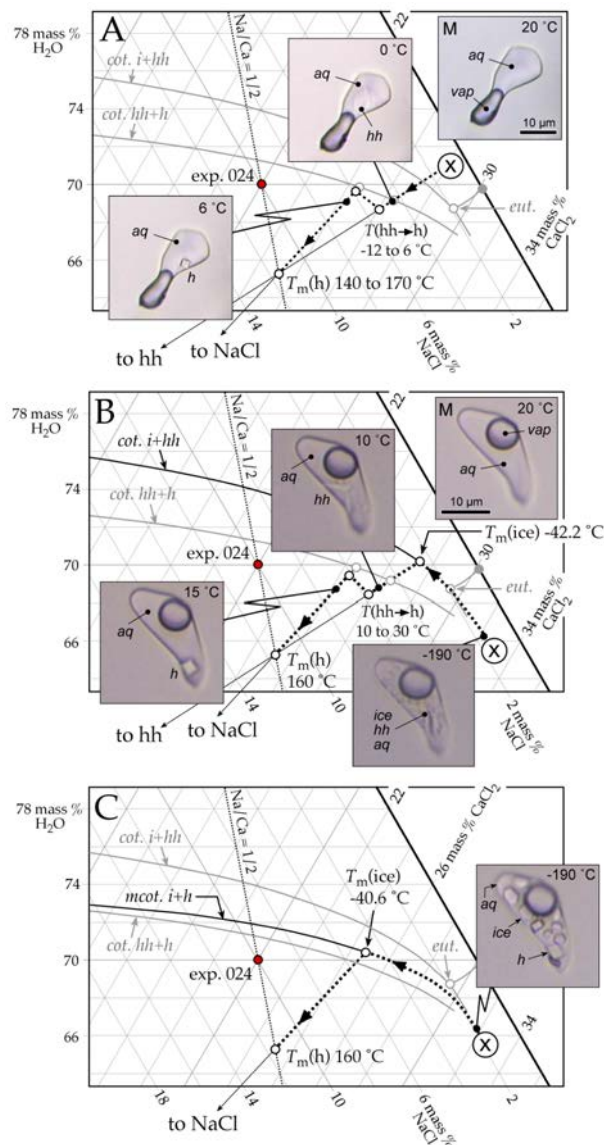 A
78 mass %
H₂O
cot. i+hh
74
cot. hh+h
70
66
Na/Ca = 1/2
22
0 ˚C
aq
hh
M
20 ˚C
aq
vap
10 µm
X
30
exp. 024
eut.
34 mass %
CaCl₂
6 ˚C
aq
h
T(hh→h)
-12 to 6 ˚C
Tm(h) 140 to 170 ˚C
to hh
to NaCl
14
10
6 mass %
NaCl
2
B
78 mass %
H₂O
cot. i+hh
74
cot. hh+h
70
66
Na/Ca = 1/2
22
10 ˚C
aq
hh
M
20 ˚C
vap
aq
10 µm
Tm(ice) -42.2 ˚C
exp. 024
30
eut.
34 mass %
CaCl₂
15 ˚C
aq
h
T(hh→h)
10 to 30 ˚C
X
Tm(h)
160 ˚C
-190 ˚C
ice
hh
aq
to hh
to NaCl
14
10
2 mass %
NaCl
C
78 mass %
H₂O
cot. i+hh
74
mcot. i+h
cot. hh+h
70
66
Na/Ca = 1/2
22
26 mass % CaCl₂
Tm(ice)
-40.6 ˚C
-190 ˚C
aq
ice
h
eut.
exp. 024
34
X
Tm(h) 160 ˚C
to NaCl
18
14
10
6 mass %
NaCl
2